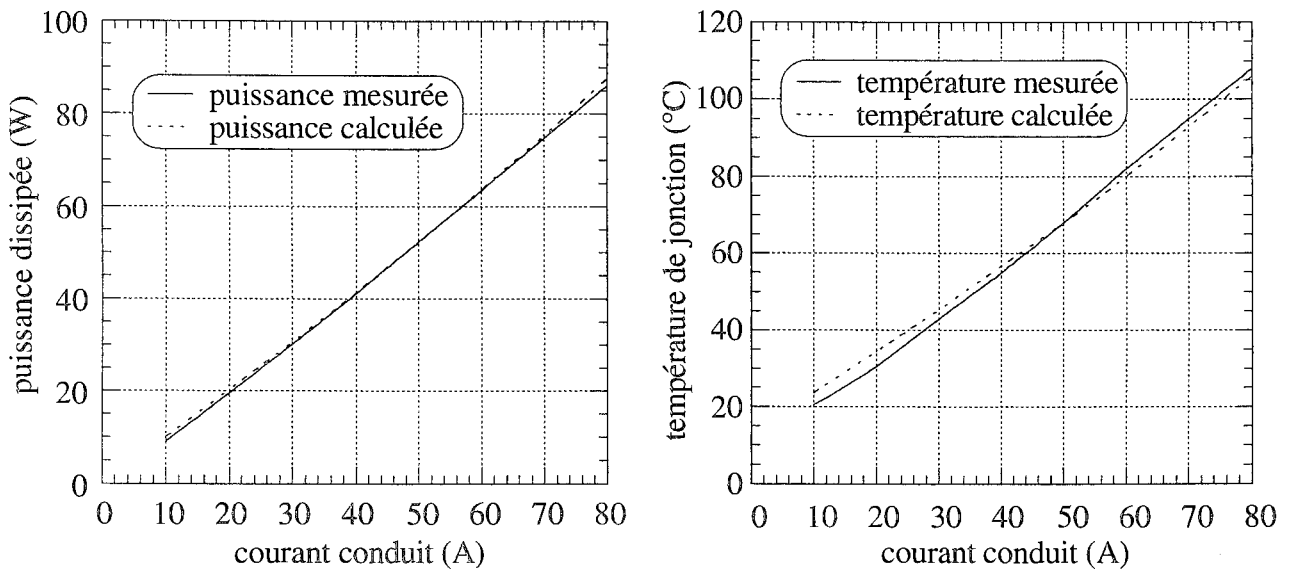 100
80
60
40
20
0
puissance dissipée (W)
puissance mesurée
puissance calculée
0 10 20 30 40 50 60 70 80
courant conduit (A)
120
100
80
60
40
20
0
température de jonction (°C)
température mesurée
température calculée
0 10 20 30 40 50 60 70 80
courant conduit (A)